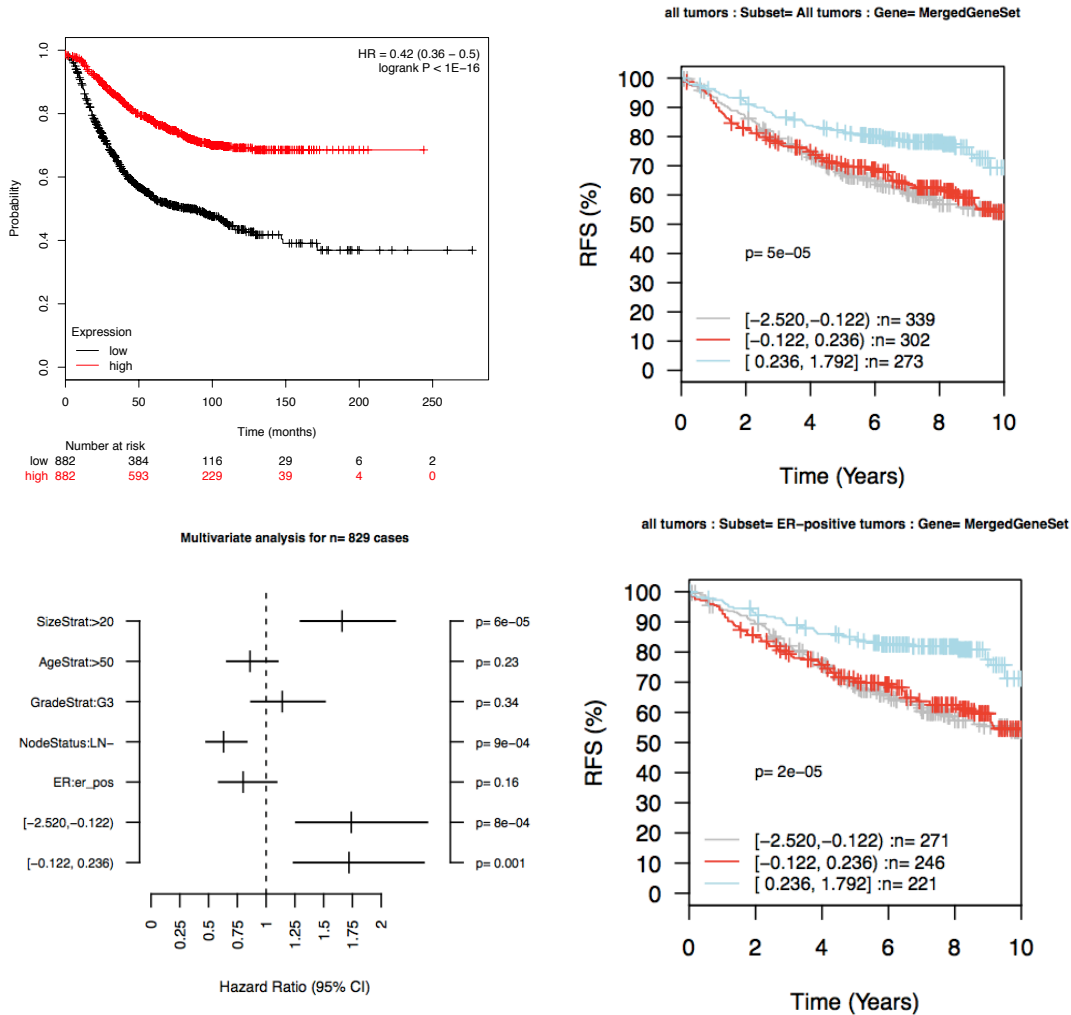 HR = 0.42 (0.36 − 0.5)
logrank P < 1E−16
1.0
0.8
0.6
0.4
0.2
0.0
Probability
Expression
low
high
0 50 100 150 200 250
Time (months)
Number at risk
low 882 384 116 29 6 2
high 882 593 229 39 4 0
all tumors : Subset= All tumors : Gene= MergedGeneSet
100
90
80
70
60
50
40
30
20
10
0
RFS (%)
p= 5e−05
[−2.520,−0.122) :n= 339
[−0.122, 0.236) :n= 302
[ 0.236, 1.792] :n= 273
0 2 4 6 8 10
Time (Years)
Multivariate analysis for n= 829 cases
SizeStrat:>20 p= 6e−05
AgeStrat:>50 p= 0.23
GradeStrat:G3 p= 0.34
NodeStatus:LN− p= 9e−04
ER:er_pos p= 0.16
[−2.520,−0.122) p= 8e−04
[−0.122, 0.236) p= 0.001
0 0.25 0.5 0.75 1 1.25 1.5 1.75 2
Hazard Ratio (95% CI)
all tumors : Subset= ER−positive tumors : Gene= MergedGeneSet
100
90
80
70
60
50
40
30
20
10
0
RFS (%)
p= 2e−05
[−2.520,−0.122) :n= 271
[−0.122, 0.236) :n= 246
[ 0.236, 1.792] :n= 221
0 2 4 6 8 10
Time (Years)